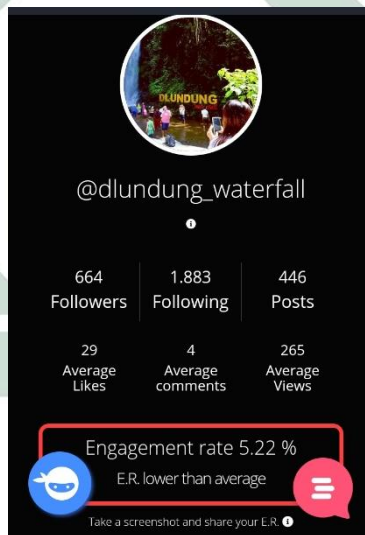 DLUNDUNG
@dlundung_waterfall
664 1.883 446
Followers Following Posts
29 4 265
Average Average Average
Likes comments Views
Engagement rate 5.22 %
E.R. lower than average
Take a screenshot and share your E.R.